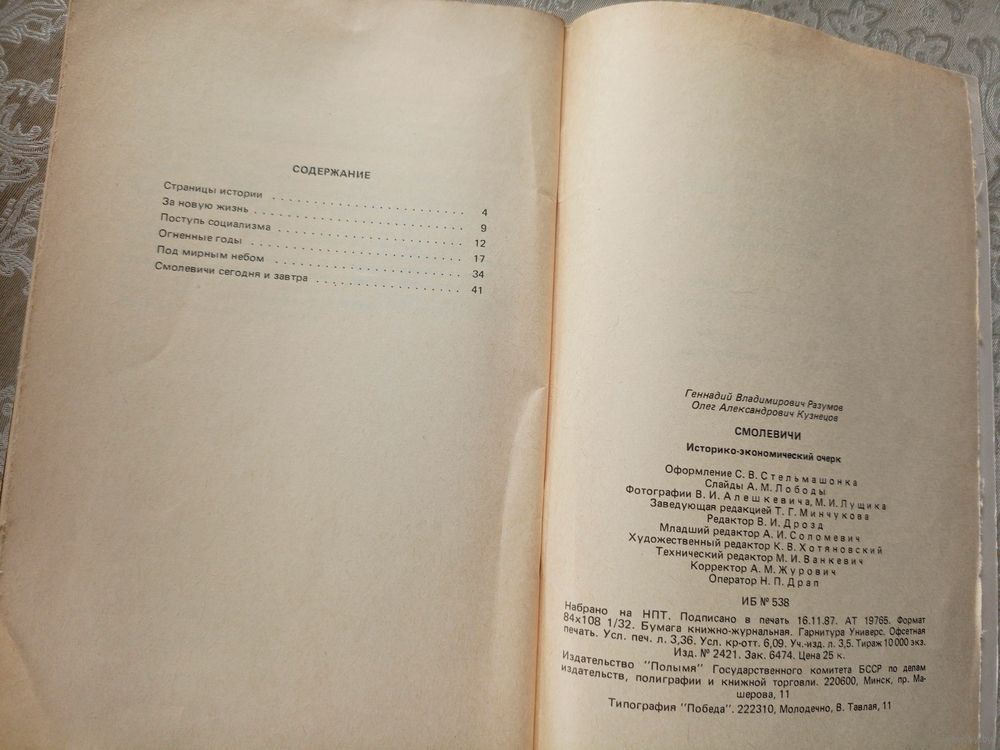 СОДЕРЖАНИЕ
Страницы истории . . . . . . . . . . . . . . . . . . . . . . 4
За новую жизнь . . . . . . . . . . . . . . . . . . . . . . . 9
Поступь социализма . . . . . . . . . . . . . . . . . . . . 12
Огненные годы . . . . . . . . . . . . . . . . . . . . . . . 17
Под мирным небом . . . . . . . . . . . . . . . . . . . . 34
Смолевичи сегодня и завтра . . . . . . . . . . . . . . . 41
Геннадий Владимирович Разумов
Олег Александрович Кузнецов
СМОЛЕВИЧИ
Историко-экономический очерк
Оформление С. В. Стельмашонка
Слайды А. М. Лободы
Фотографии В. И. Алешкевича, М. И. Лущика
Заведующая редакцией Т. Г. Минчукова
Редактор В. И. Дрозд
Младший редактор А. И. Соломевич
Художественный редактор К. В. Хотяновский
Технический редактор М. И. Ванкевич
Корректор А. М. Журович
Оператор Н. П. Драп
ИБ № 538
Набрано на НПТ. Подписано в печать 16.11.87. АТ 19765. Формат
84х108 1/32. Бумага книжно-журнальная. Гарнитура Универс. Офсетная
печать. Усл. печ. л. 3,36. Усл. кр-отт. 6,09. Уч.-изд. л. 3,5. Тираж 10 000 экз.
Изд. № 2421. Зак. 6474. Цена 25 к.
Издательство "Полымя" Государственного комитета БССР по делам
издательств, полиграфии и книжной торговли. 220600, Минск, пр. Ма-
шерова, 11
Типография "Победа". 222310, Молодечно, В. Тавлая, 11